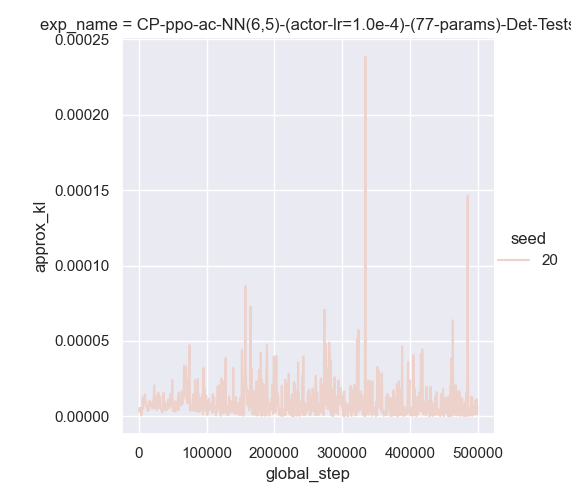 exp_name = CP-ppo-ac-NN(6,5)-(actor-lr=1.0e-4)-(77-params)-Det-Tests
0.00025
0.00020
0.00015
0.00010
0.00005
0.00000
approx_kl
seed
20
0 100000 200000 300000 400000 500000
global_step